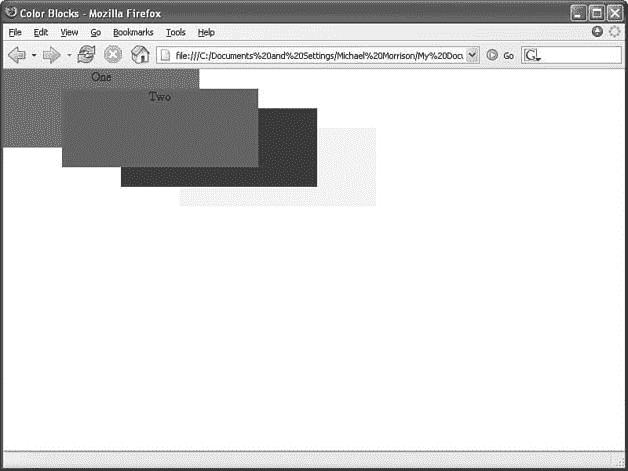 Color Blocks - Mozilla Firefox
File Edit View Go Bookmarks Tools Help
file:///C:/Documents%20and%20Settings/Michael%20Morrison/My%20Docu Go G
One
Two